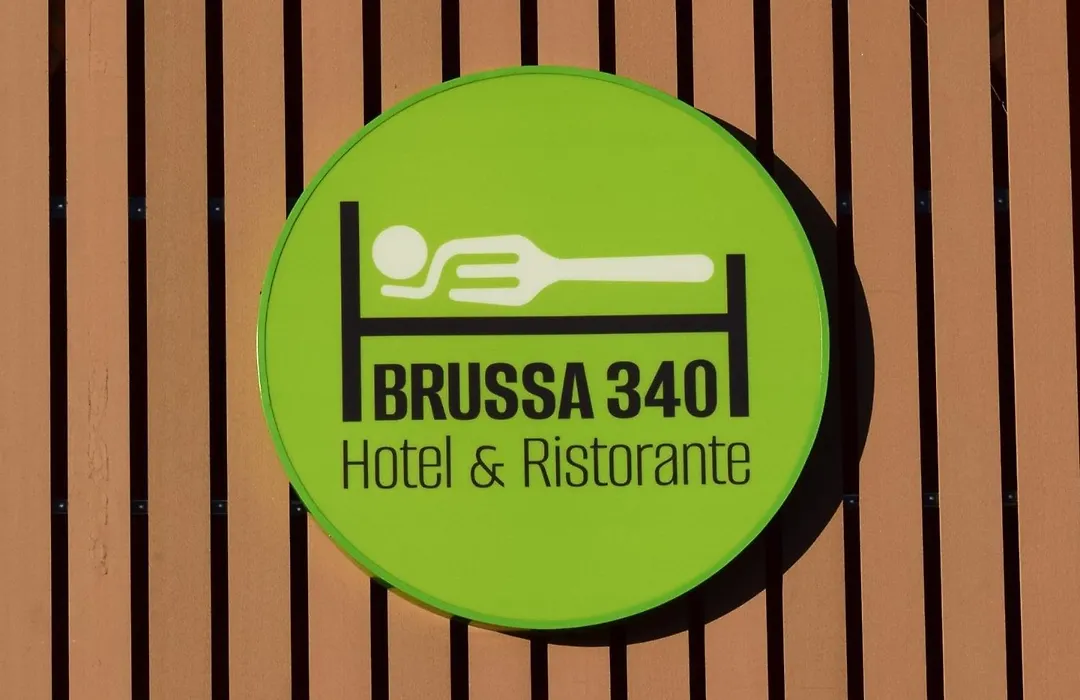 BRUSSA 340
Hotel & Ristorante